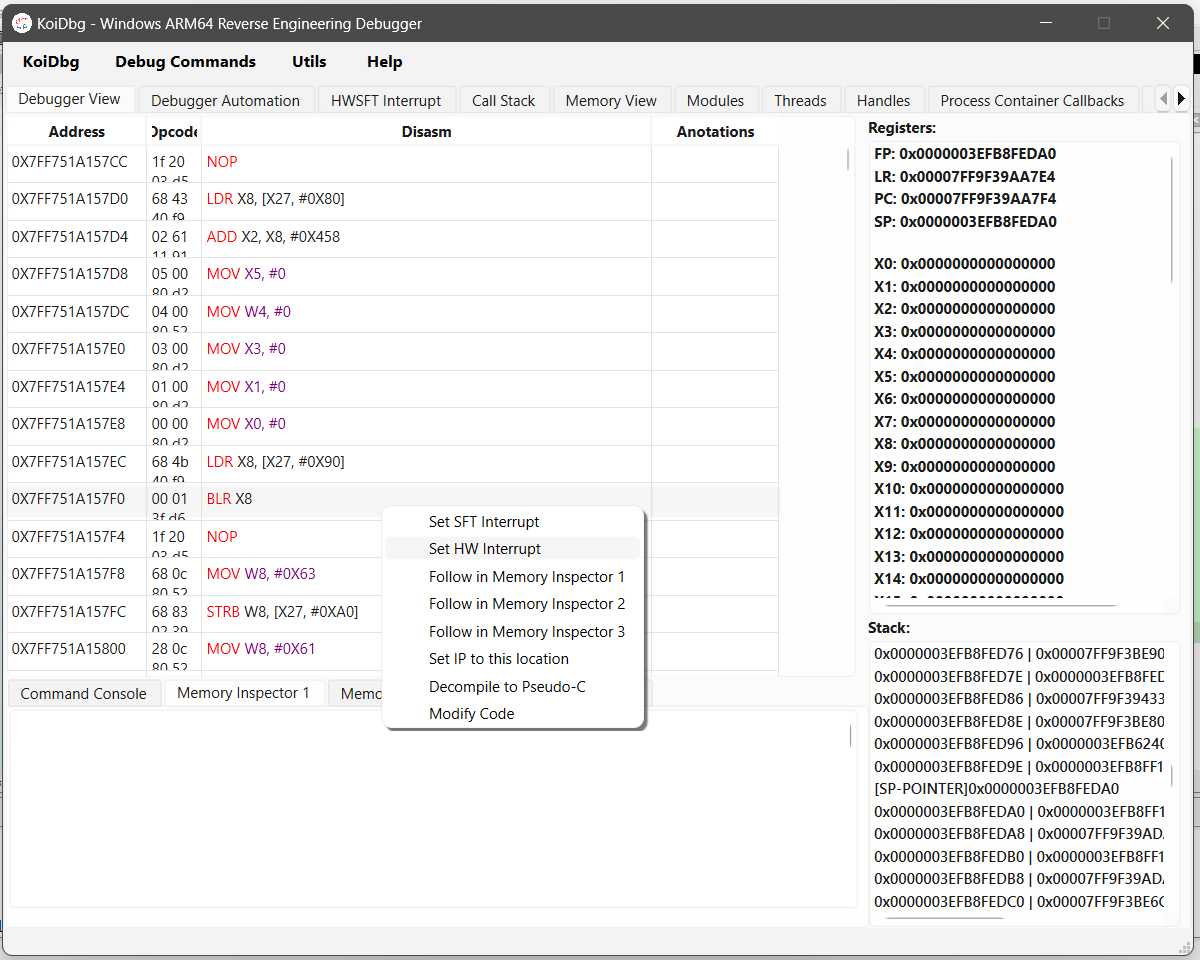 KoiDbg - Windows ARM64 Reverse Engineering Debugger
KoiDbg Debug Commands Utils Help
Debugger View Debugger Automation HWSFT Interrupt Call Stack Memory View Modules Threads Handles Process Container Callbacks
Address Opcode Disasm Anotations
0X7FF751A157CC 1f 20 03 d5 NOP
0X7FF751A157D0 68 43 40 f9 LDR X8, [X27, #0X80]
0X7FF751A157D4 02 61 11 91 ADD X2, X8, #0X458
0X7FF751A157D8 05 00 80 d2 MOV X5, #0
0X7FF751A157DC 04 00 80 52 MOV W4, #0
0X7FF751A157E0 03 00 80 d2 MOV X3, #0
0X7FF751A157E4 01 00 80 d2 MOV X1, #0
0X7FF751A157E8 00 00 80 d2 MOV X0, #0
0X7FF751A157EC 68 4b 40 f9 LDR X8, [X27, #0X90]
0X7FF751A157F0 00 01 3f d6 BLR X8
0X7FF751A157F4 1f 20 03 d5 NOP
0X7FF751A157F8 68 0c 80 52 MOV W8, #0X63
0X7FF751A157FC 68 83 02 39 STRB W8, [X27, #0XA0]
0X7FF751A15800 28 0c 80 52 MOV W8, #0X61
Set SFT Interrupt
Set HW Interrupt
Follow in Memory Inspector 1
Follow in Memory Inspector 2
Follow in Memory Inspector 3
Set IP to this location
Decompile to Pseudo-C
Modify Code
Command Console Memory Inspector 1 Memo
Registers:
FP: 0x0000003EFB8FEDA0
LR: 0x00007FF9F39AA7E4
PC: 0x00007FF9F39AA7F4
SP: 0x0000003EFB8FEDA0
X0: 0x0000000000000000
X1: 0x0000000000000000
X2: 0x0000000000000000
X3: 0x0000000000000000
X4: 0x0000000000000000
X5: 0x0000000000000000
X6: 0x0000000000000000
X7: 0x0000000000000000
X8: 0x0000000000000000
X9: 0x0000000000000000
X10: 0x0000000000000000
X11: 0x0000000000000000
X12: 0x0000000000000000
X13: 0x0000000000000000
X14: 0x0000000000000000
Stack:
0x0000003EFB8FED76 | 0x00007FF9F3BE90
0x0000003EFB8FED7E | 0x0000003EFB8FED
0x0000003EFB8FED86 | 0x00007FF9F39433
0x0000003EFB8FED8E | 0x00007FF9F3BE80
0x0000003EFB8FED96 | 0x0000003EFB6240
0x0000003EFB8FED9E | 0x0000003EFB8FF1
[SP-POINTER]0x0000003EFB8FEDA0
0x0000003EFB8FEDA0 | 0x0000003EFB8FF1
0x0000003EFB8FEDA8 | 0x00007FF9F39AD
0x0000003EFB8FEDB0 | 0x0000003EFB8FF1
0x0000003EFB8FEDB8 | 0x00007FF9F39AD
0x0000003EFB8FEDC0 | 0x00007FF9F3BE6